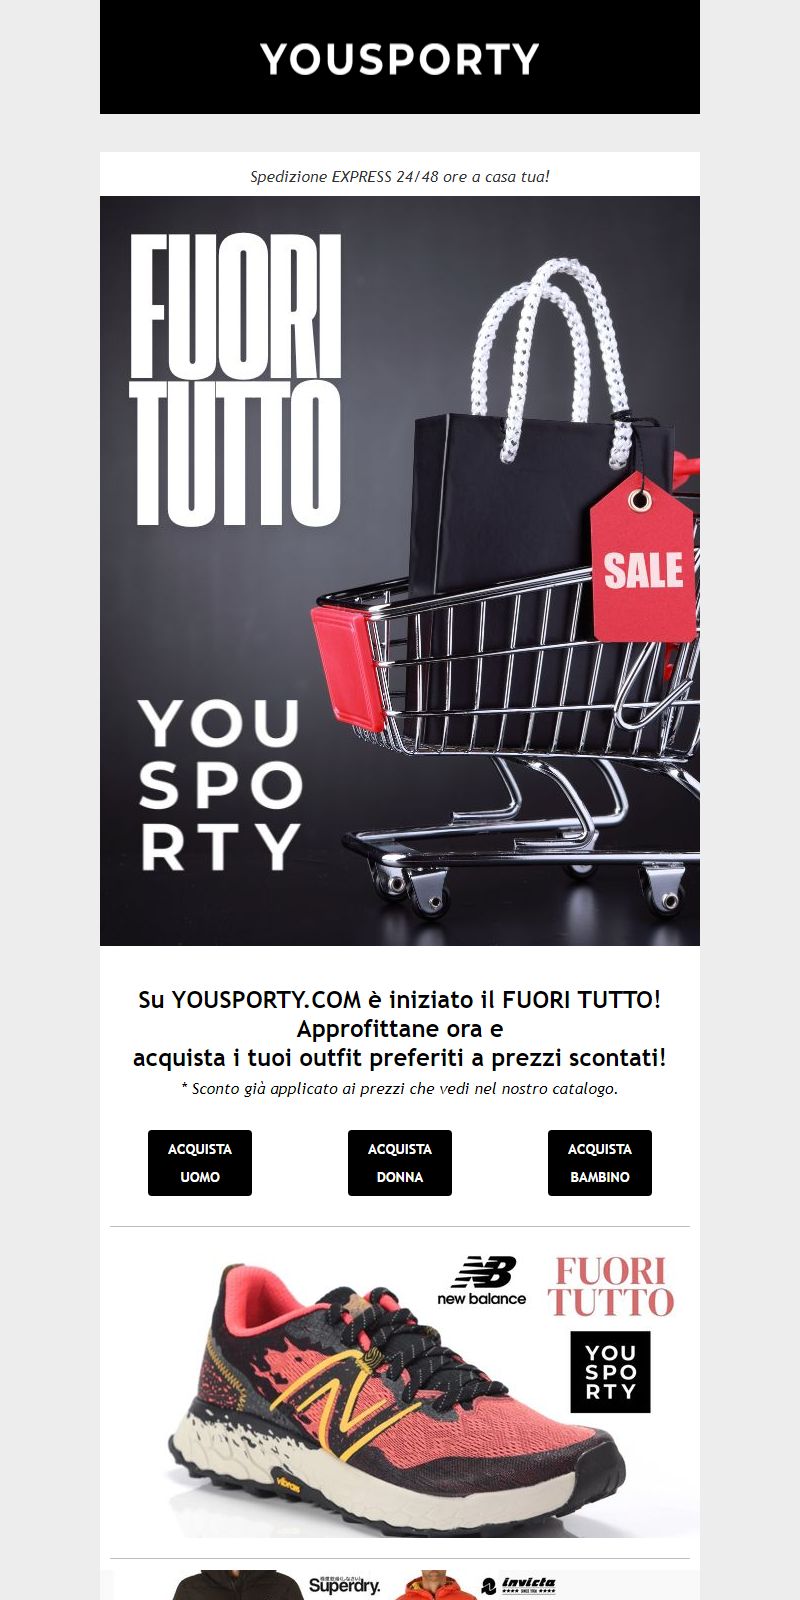 YOUSPORTY
Spedizione EXPRESS 24/48 ore a casa tua!
FUORI
TUTTO
SALE
YOU
SPO
RTY
Su YOUSPORTY.COM è iniziato il FUORI TUTTO!
Approfittane ora e
acquista i tuoi outfit preferiti a prezzi scontati!
* Sconto già applicato ai prezzi che vedi nel nostro catalogo.
ACQUISTA
UOMO
ACQUISTA
DONNA
ACQUISTA
BAMBINO
NB
new balance
FUORI
TUTTO
YOU
SPO
RTY
vibram
Superdry.
invicta